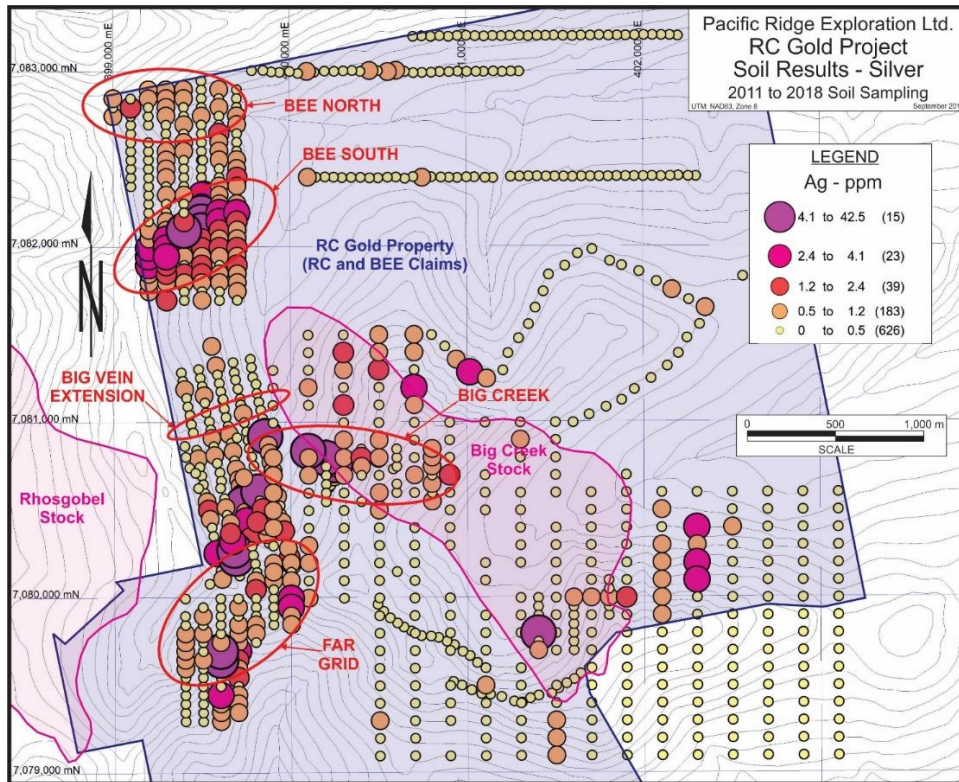 Pacific Ridge Exploration Ltd.
RC Gold Project
Soil Results - Silver
2011 to 2018 Soil Sampling
UTM: NAD83, Zone 8
399,000 mE
402,000
7,083,000 mN
BEE NORTH
BEE SOUTH
LEGEND
Ag - ppm
4.1 to 42.5 (15)
2.4 to 4.1 (23)
1.2 to 2.4 (39)
0.5 to 1.2 (183)
0 to 0.5 (626)
7,082,000 mN
RC Gold Property
(RC and BEE Claims)
N
BIG VEIN
EXTENSION
BIG CREEK
7,081,000 mN
0 500 1,000 m
SCALE
Big Creek
Stock
Rhosgobel
Stock
7,080,000 mN
FAR
GRID
7,079,000 mN